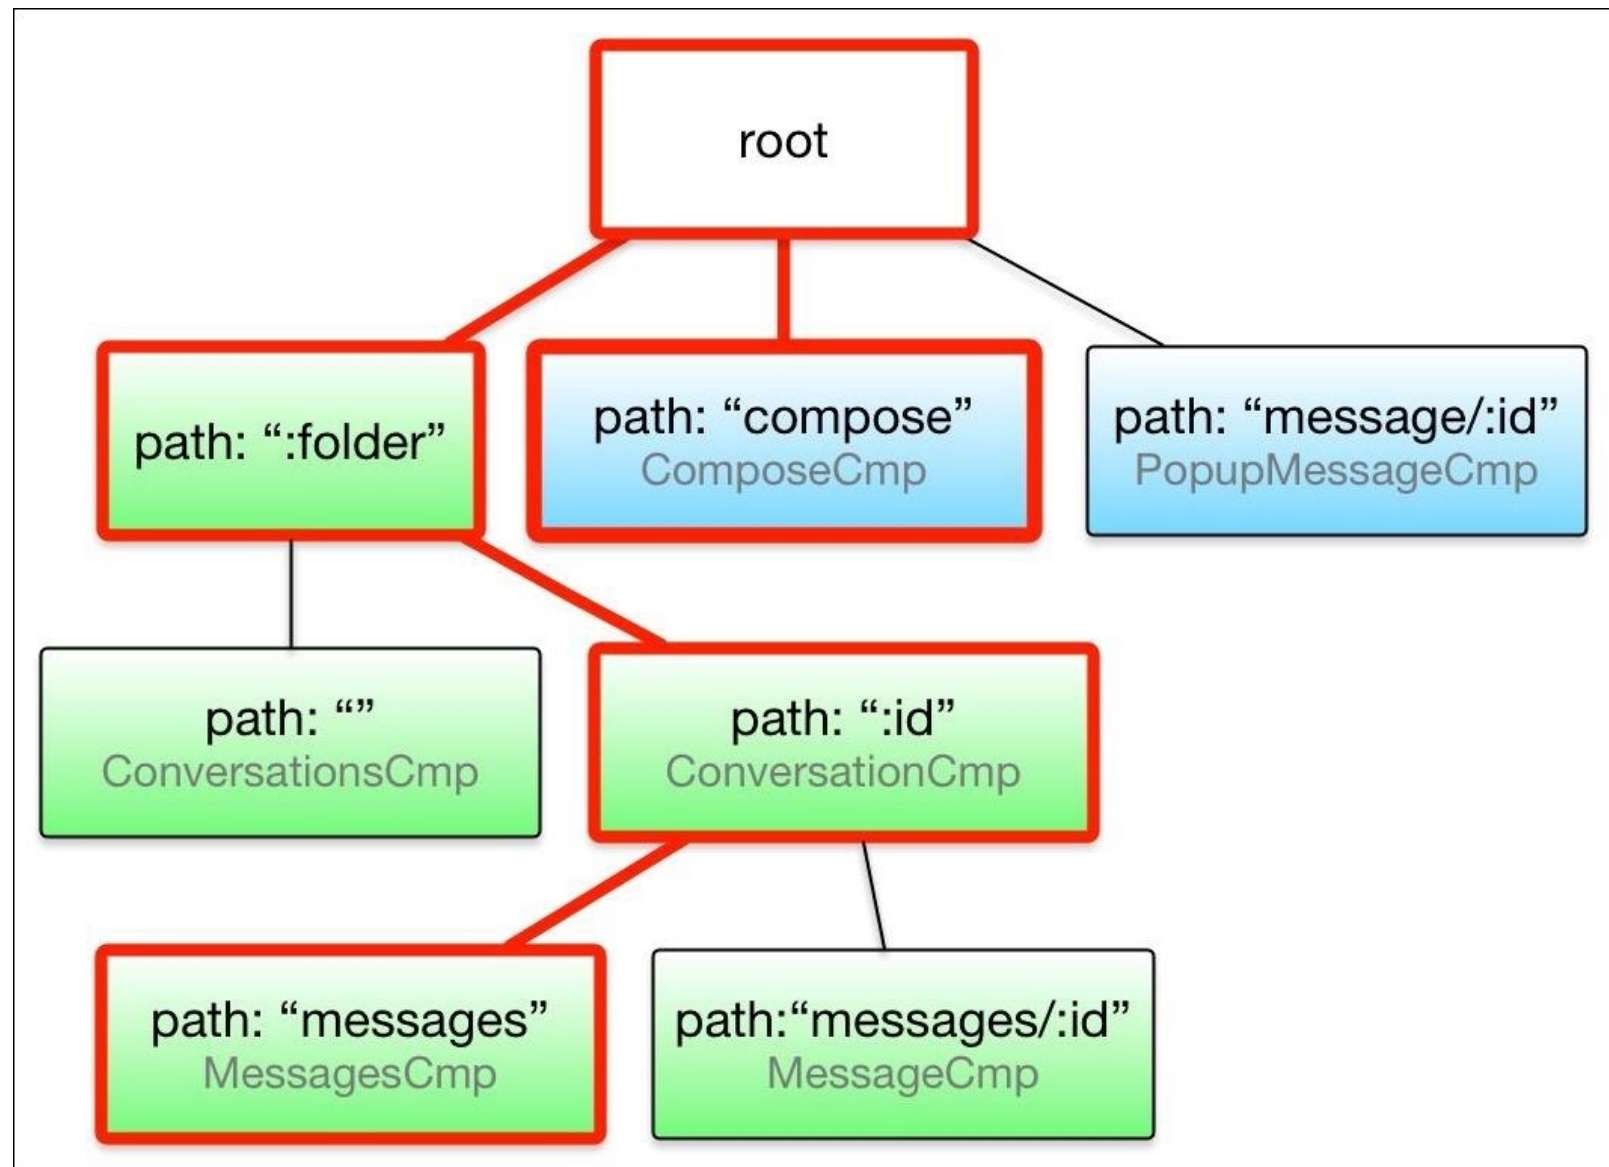 root
path: “:folder”
path: “compose”
ComposeCmp
path: “message/:id”
PopupMessageCmp
path: “”
ConversationsCmp
path: “:id”
ConversationCmp
path: “messages”
MessagesCmp
path:“messages/:id”
MessageCmp